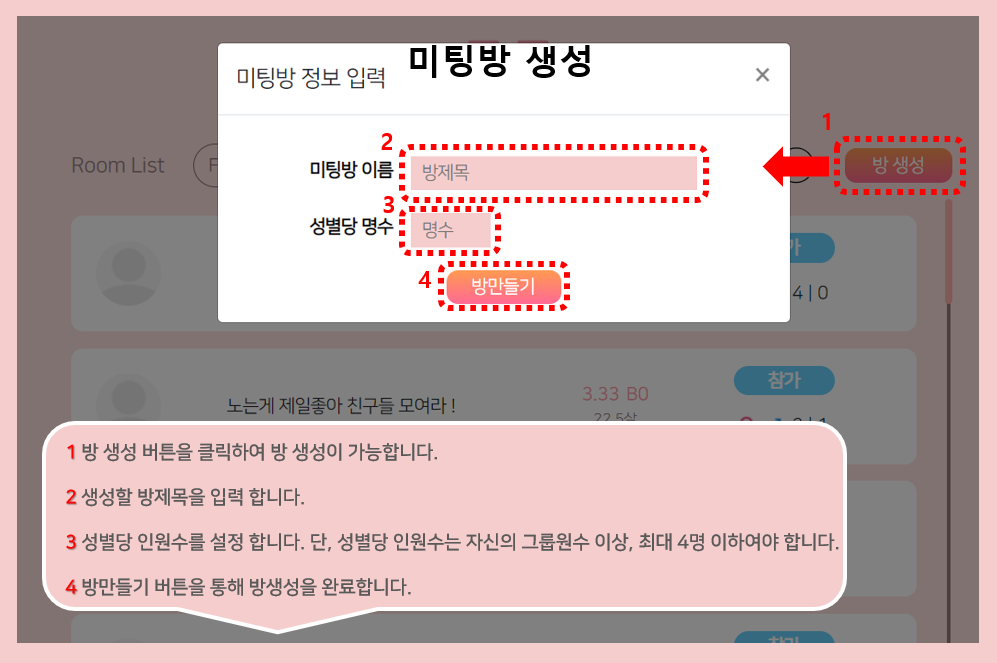 미팅방 생성
미팅방 정보 입력
×
1
Room List
방 생성
2
미팅방 이름
방제목
3
성별당 명수
명수
4
방만들기
4 | 0
참가
노는게 제일좋아 친구들 모여라 !
3.33 B0
22.5살
1 방 생성 버튼을 클릭하여 방 생성이 가능합니다.
2 생성할 방제목을 입력 합니다.
3 성별당 인원수를 설정 합니다. 단, 성별당 인원수는 자신의 그룹원수 이상, 최대 4명 이하여야 합니다.
4 방만들기 버튼을 통해 방생성을 완료합니다.
참가